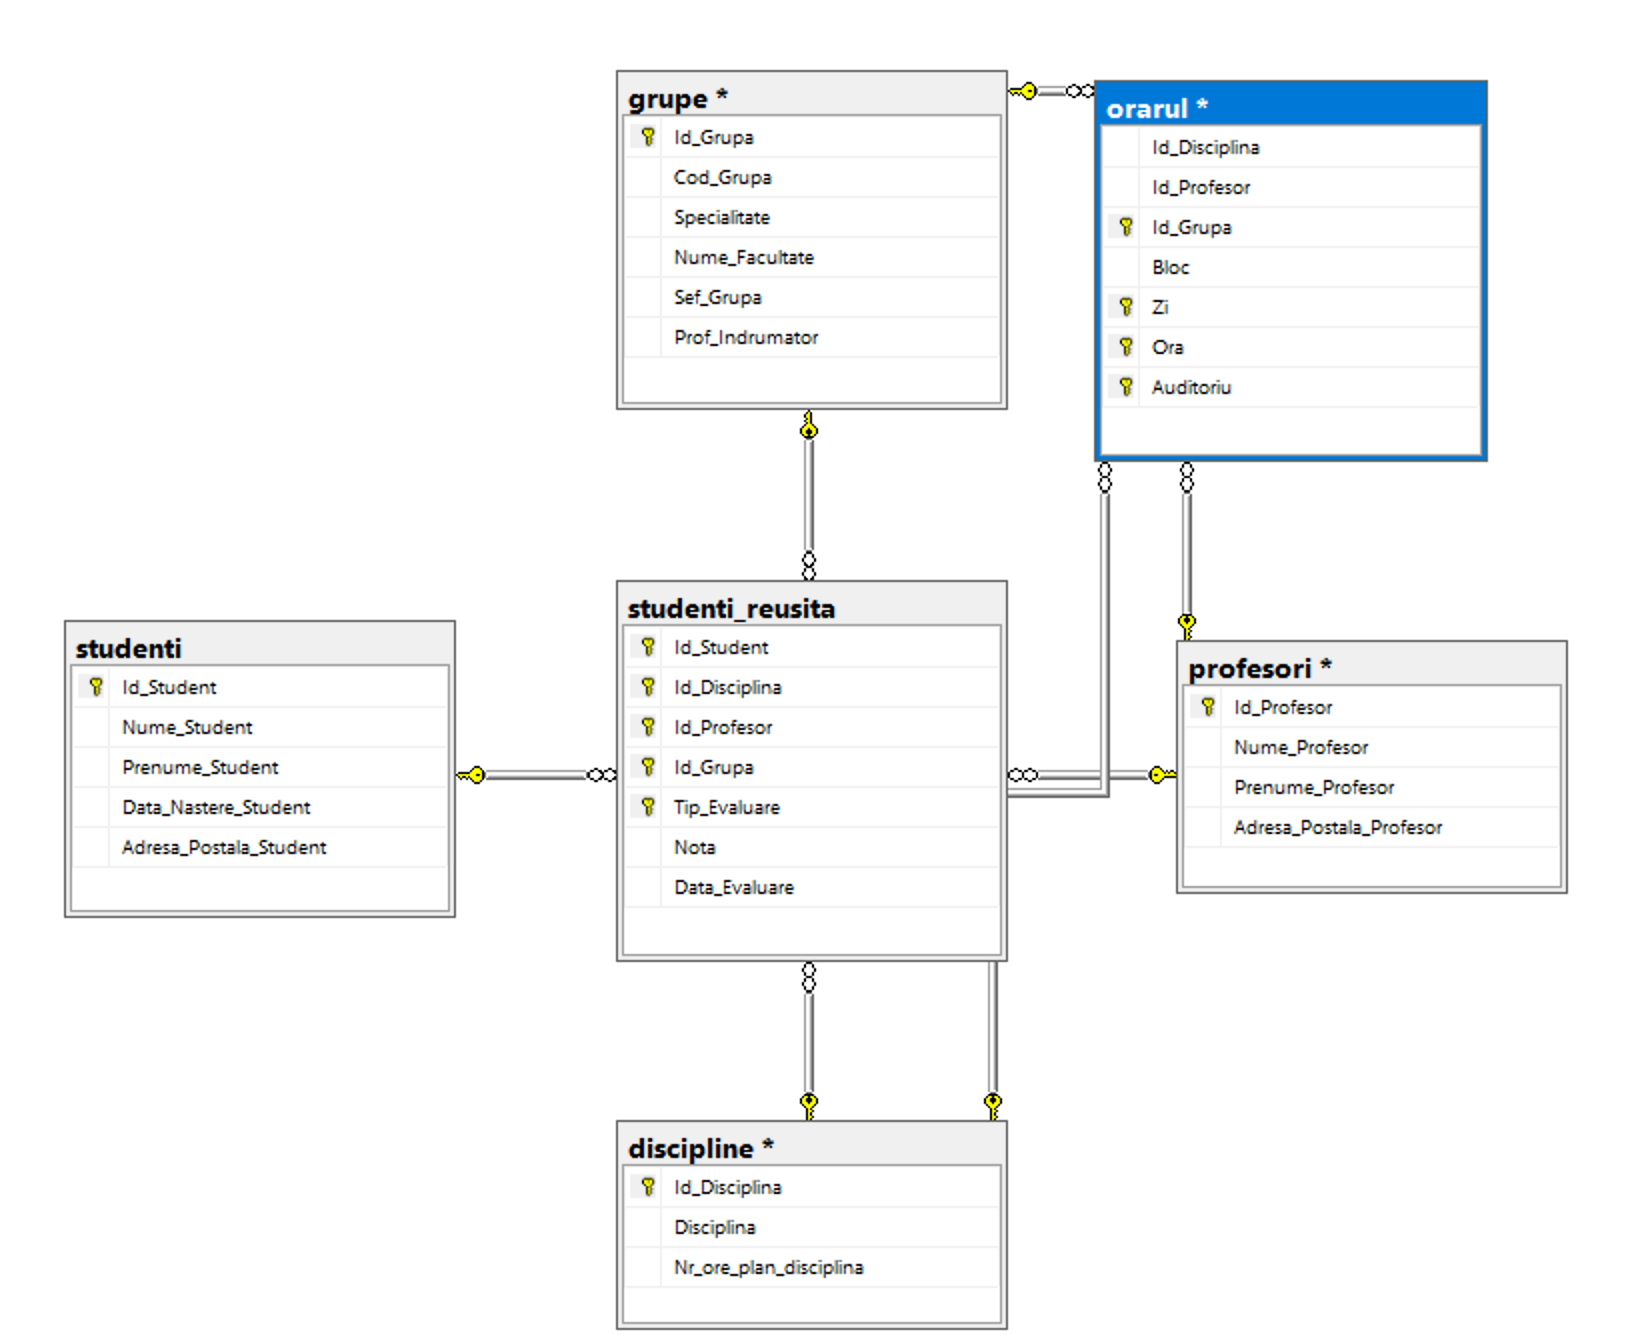 grupe *
Id_Grupa
Cod_Grupa
Specialitate
Nume_Facultate
Sef_Grupa
Prof_Indrumator
orarul *
Id_Disciplina
Id_Profesor
Id_Grupa
Bloc
Zi
Ora
Auditoriu
studenti
Id_Student
Nume_Student
Prenume_Student
Data_Nastere_Student
Adresa_Postala_Student
studenti_reusita
Id_Student
Id_Disciplina
Id_Profesor
Id_Grupa
Tip_Evaluare
Nota
Data_Evaluare
profesori *
Id_Profesor
Nume_Profesor
Prenume_Profesor
Adresa_Postala_Profesor
discipline *
Id_Disciplina
Disciplina
Nr_ore_plan_disciplina